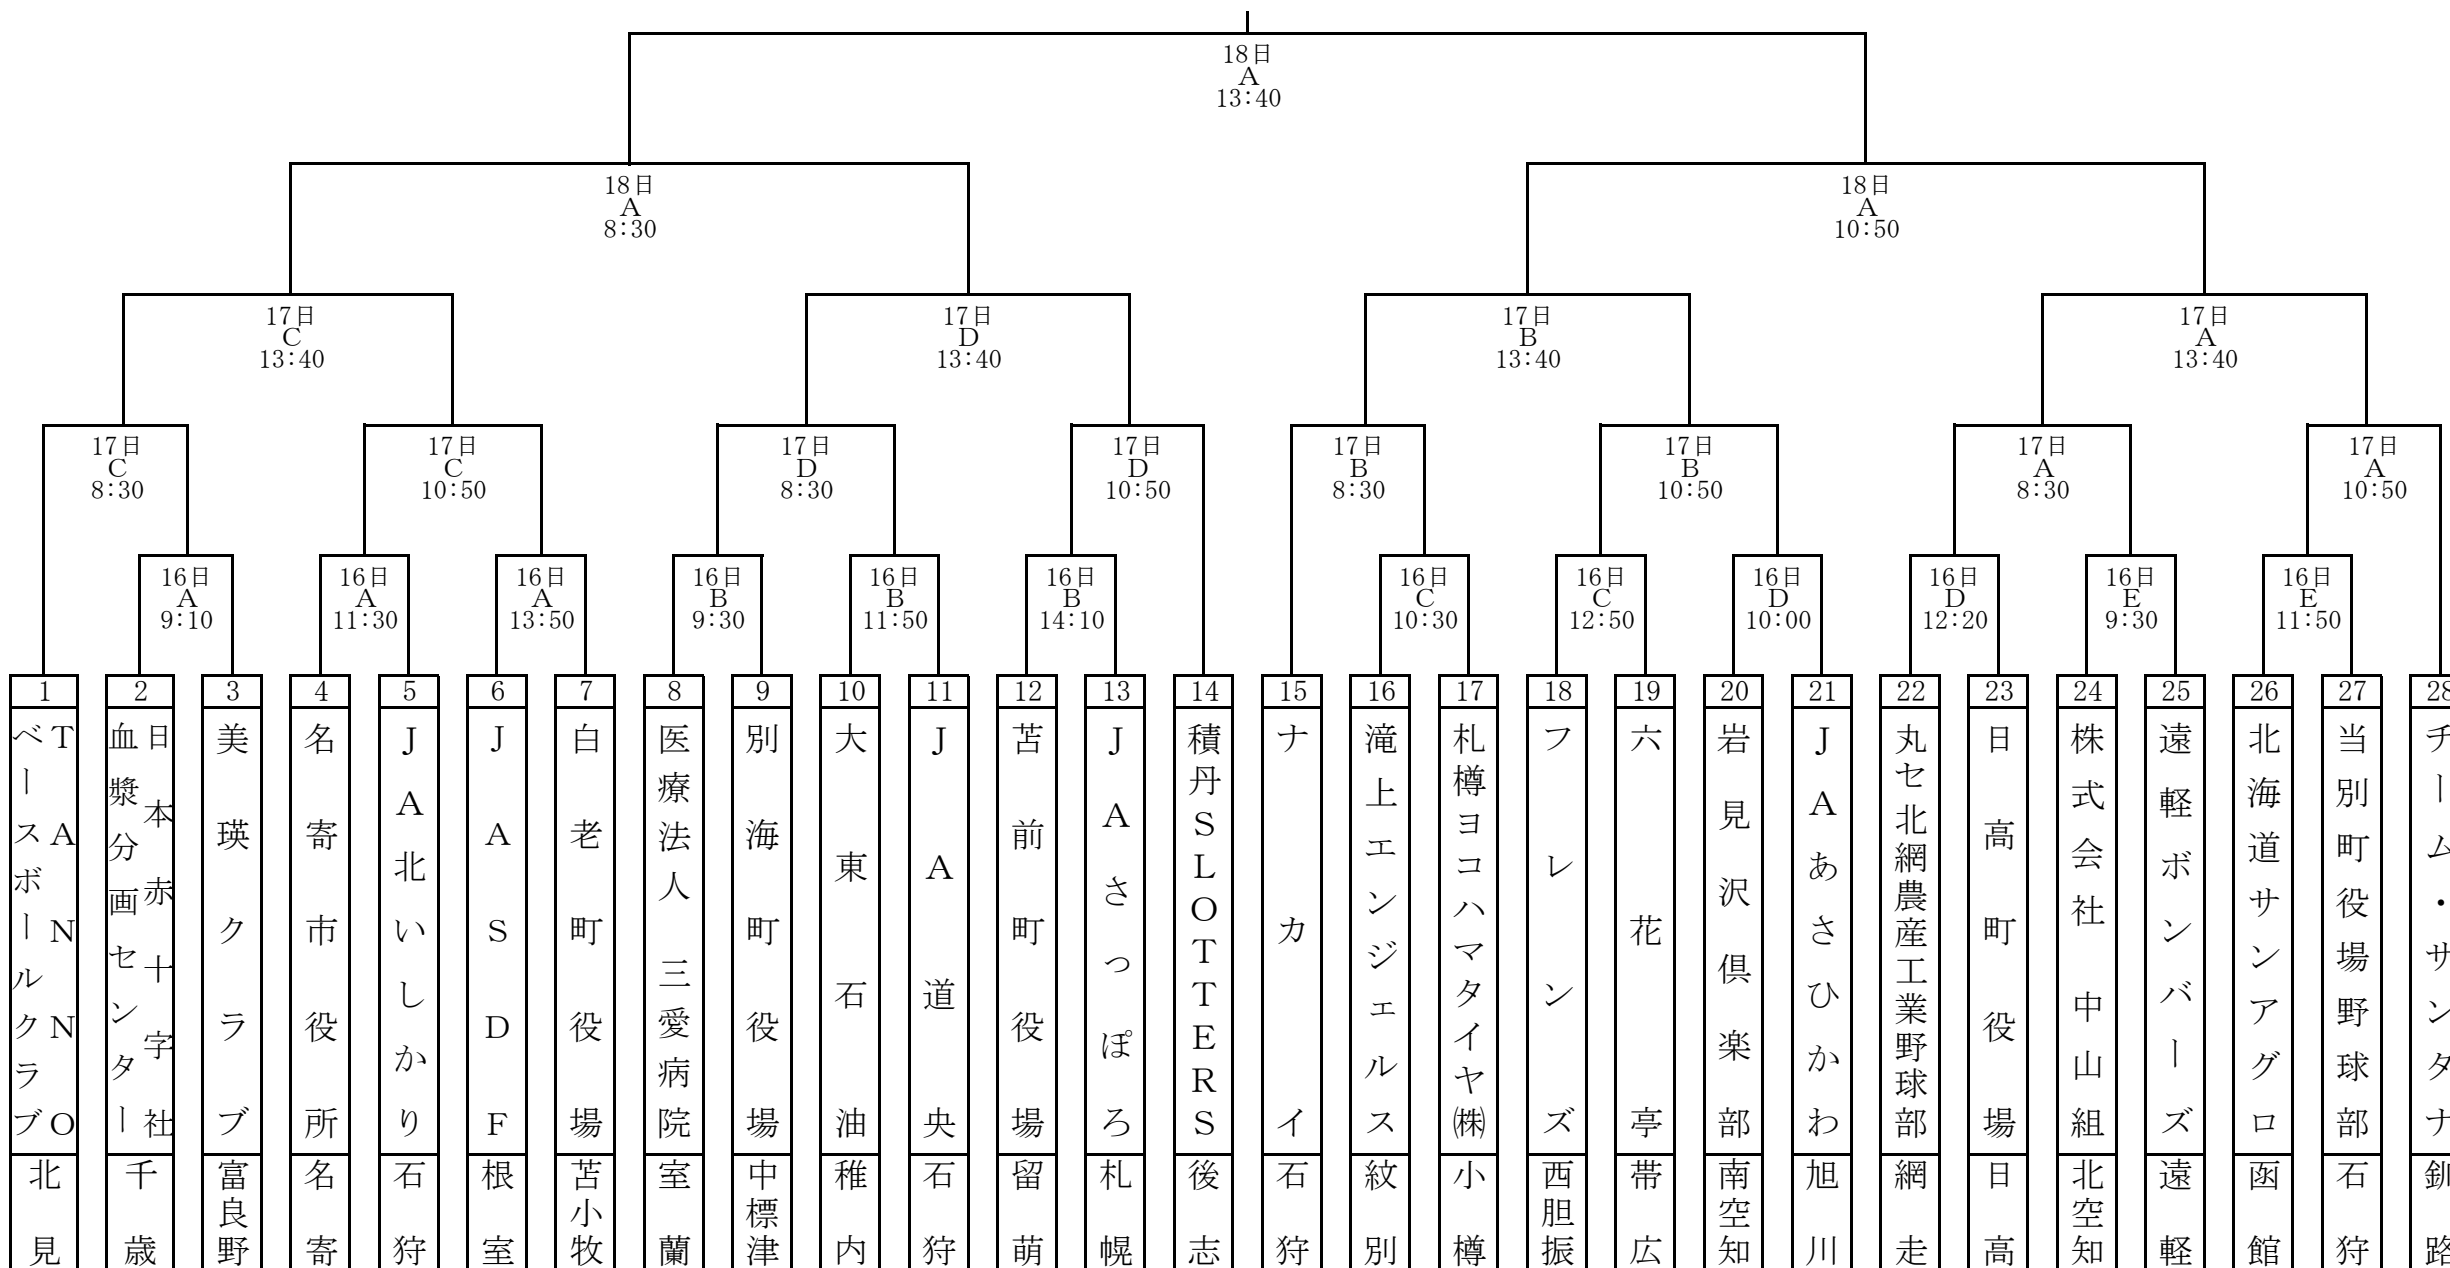 18日
A
13:40
18日
A
8:30
18日
A
10:50
17日
C
13:40
17日
D
13:40
17日
B
13:40
17日
A
13:40
17日
C
8:30
17日
C
10:50
17日
D
8:30
17日
D
10:50
17日
B
8:30
17日
B
10:50
17日
A
8:30
17日
A
10:50
16日
A
9:10
16日
A
11:30
16日
A
13:50
16日
B
9:30
16日
B
11:50
16日
B
14:10
16日
C
10:30
16日
C
12:50
16日
D
10:00
16日
D
12:20
16日
E
9:30
16日
E
11:50
1
TANNO
ベースボールクラブ
北見
2
日本赤十字社
血漿分画センター
千歳
3
美瑛クラブ
富良野
4
名寄市役所
名寄
5
JA北いしかり
石狩
6
JASDF
根室
7
白老町役場
苫小牧
8
医療法人 三愛病院
室蘭
9
別海町役場
中標津
10
大東石油
稚内
11
JA道央
石狩
12
苫前町役場
留萌
13
JAさっぽろ
札幌
14
積丹SLOTTERS
後志
15
ナカイ
石狩
16
滝上エンジェルス
紋別
17
札樽ヨコハマタイヤ㈱
小樽
18
フレンズ
西胆振
19
六花亭
帯広
20
岩見沢倶楽部
南空知
21
JAあさひかわ
旭川
22
丸セ北網農産工業野球部
網走
23
日高町役場
日高
24
株式会社 中山組
北空知
25
遠軽ボンバーズ
遠軽
26
北海道サンアグロ
函館
27
当別町役場野球部
石狩
28
チーム・サンタナ
釧路